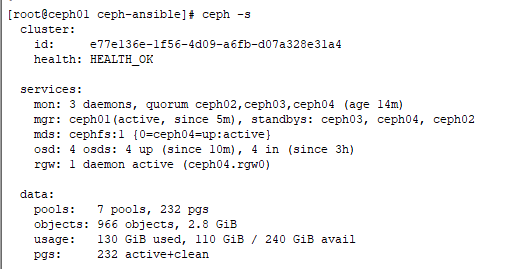 [root@ceph01 ceph-ansible]# ceph -s
cluster:
id: e77e136e-1f56-4d09-a6fb-d07a328e31a4
health: HEALTH_OK
services:
mon: 3 daemons, quorum ceph02,ceph03,ceph04 (age 14m)
mgr: ceph01(active, since 5m), standbys: ceph03, ceph04, ceph02
mds: cephfs:1 {0=ceph04=up:active}
osd: 4 osds: 4 up (since 10m), 4 in (since 3h)
rgw: 1 daemon active (ceph04.rgw0)
data:
pools: 7 pools, 232 pgs
objects: 966 objects, 2.8 GiB
usage: 130 GiB used, 110 GiB / 240 GiB avail
pgs: 232 active+clean